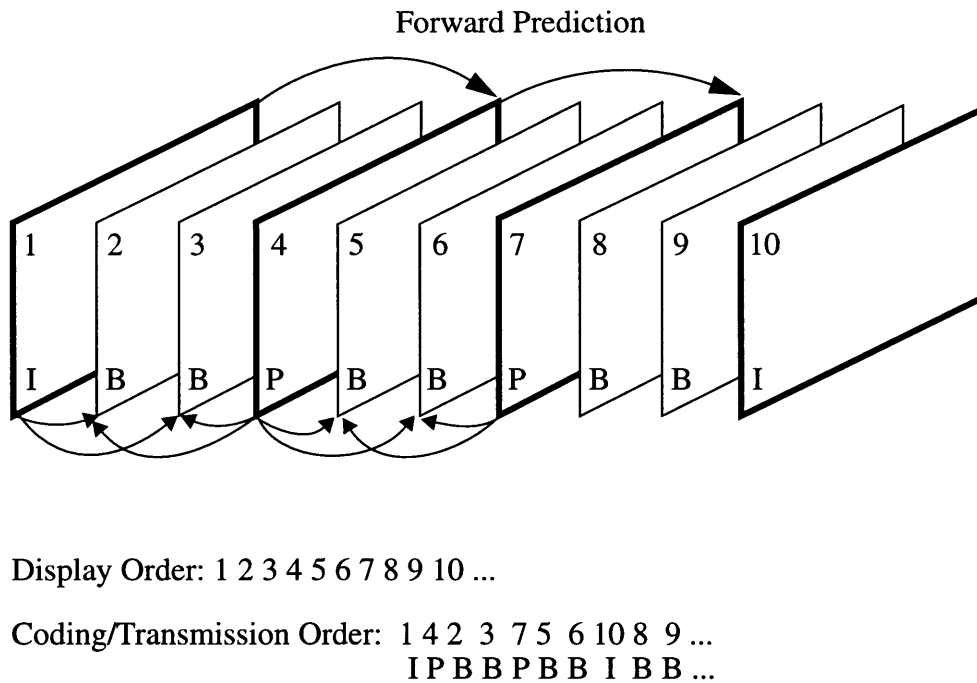 Forward Prediction
1 2 3 4 5 6 7 8 9 10
I B B P B B P B B I
Display Order: 1 2 3 4 5 6 7 8 9 10 ...
Coding/Transmission Order: 1 4 2 3 7 5 6 10 8 9 ...
I P B B P B B I B B ...